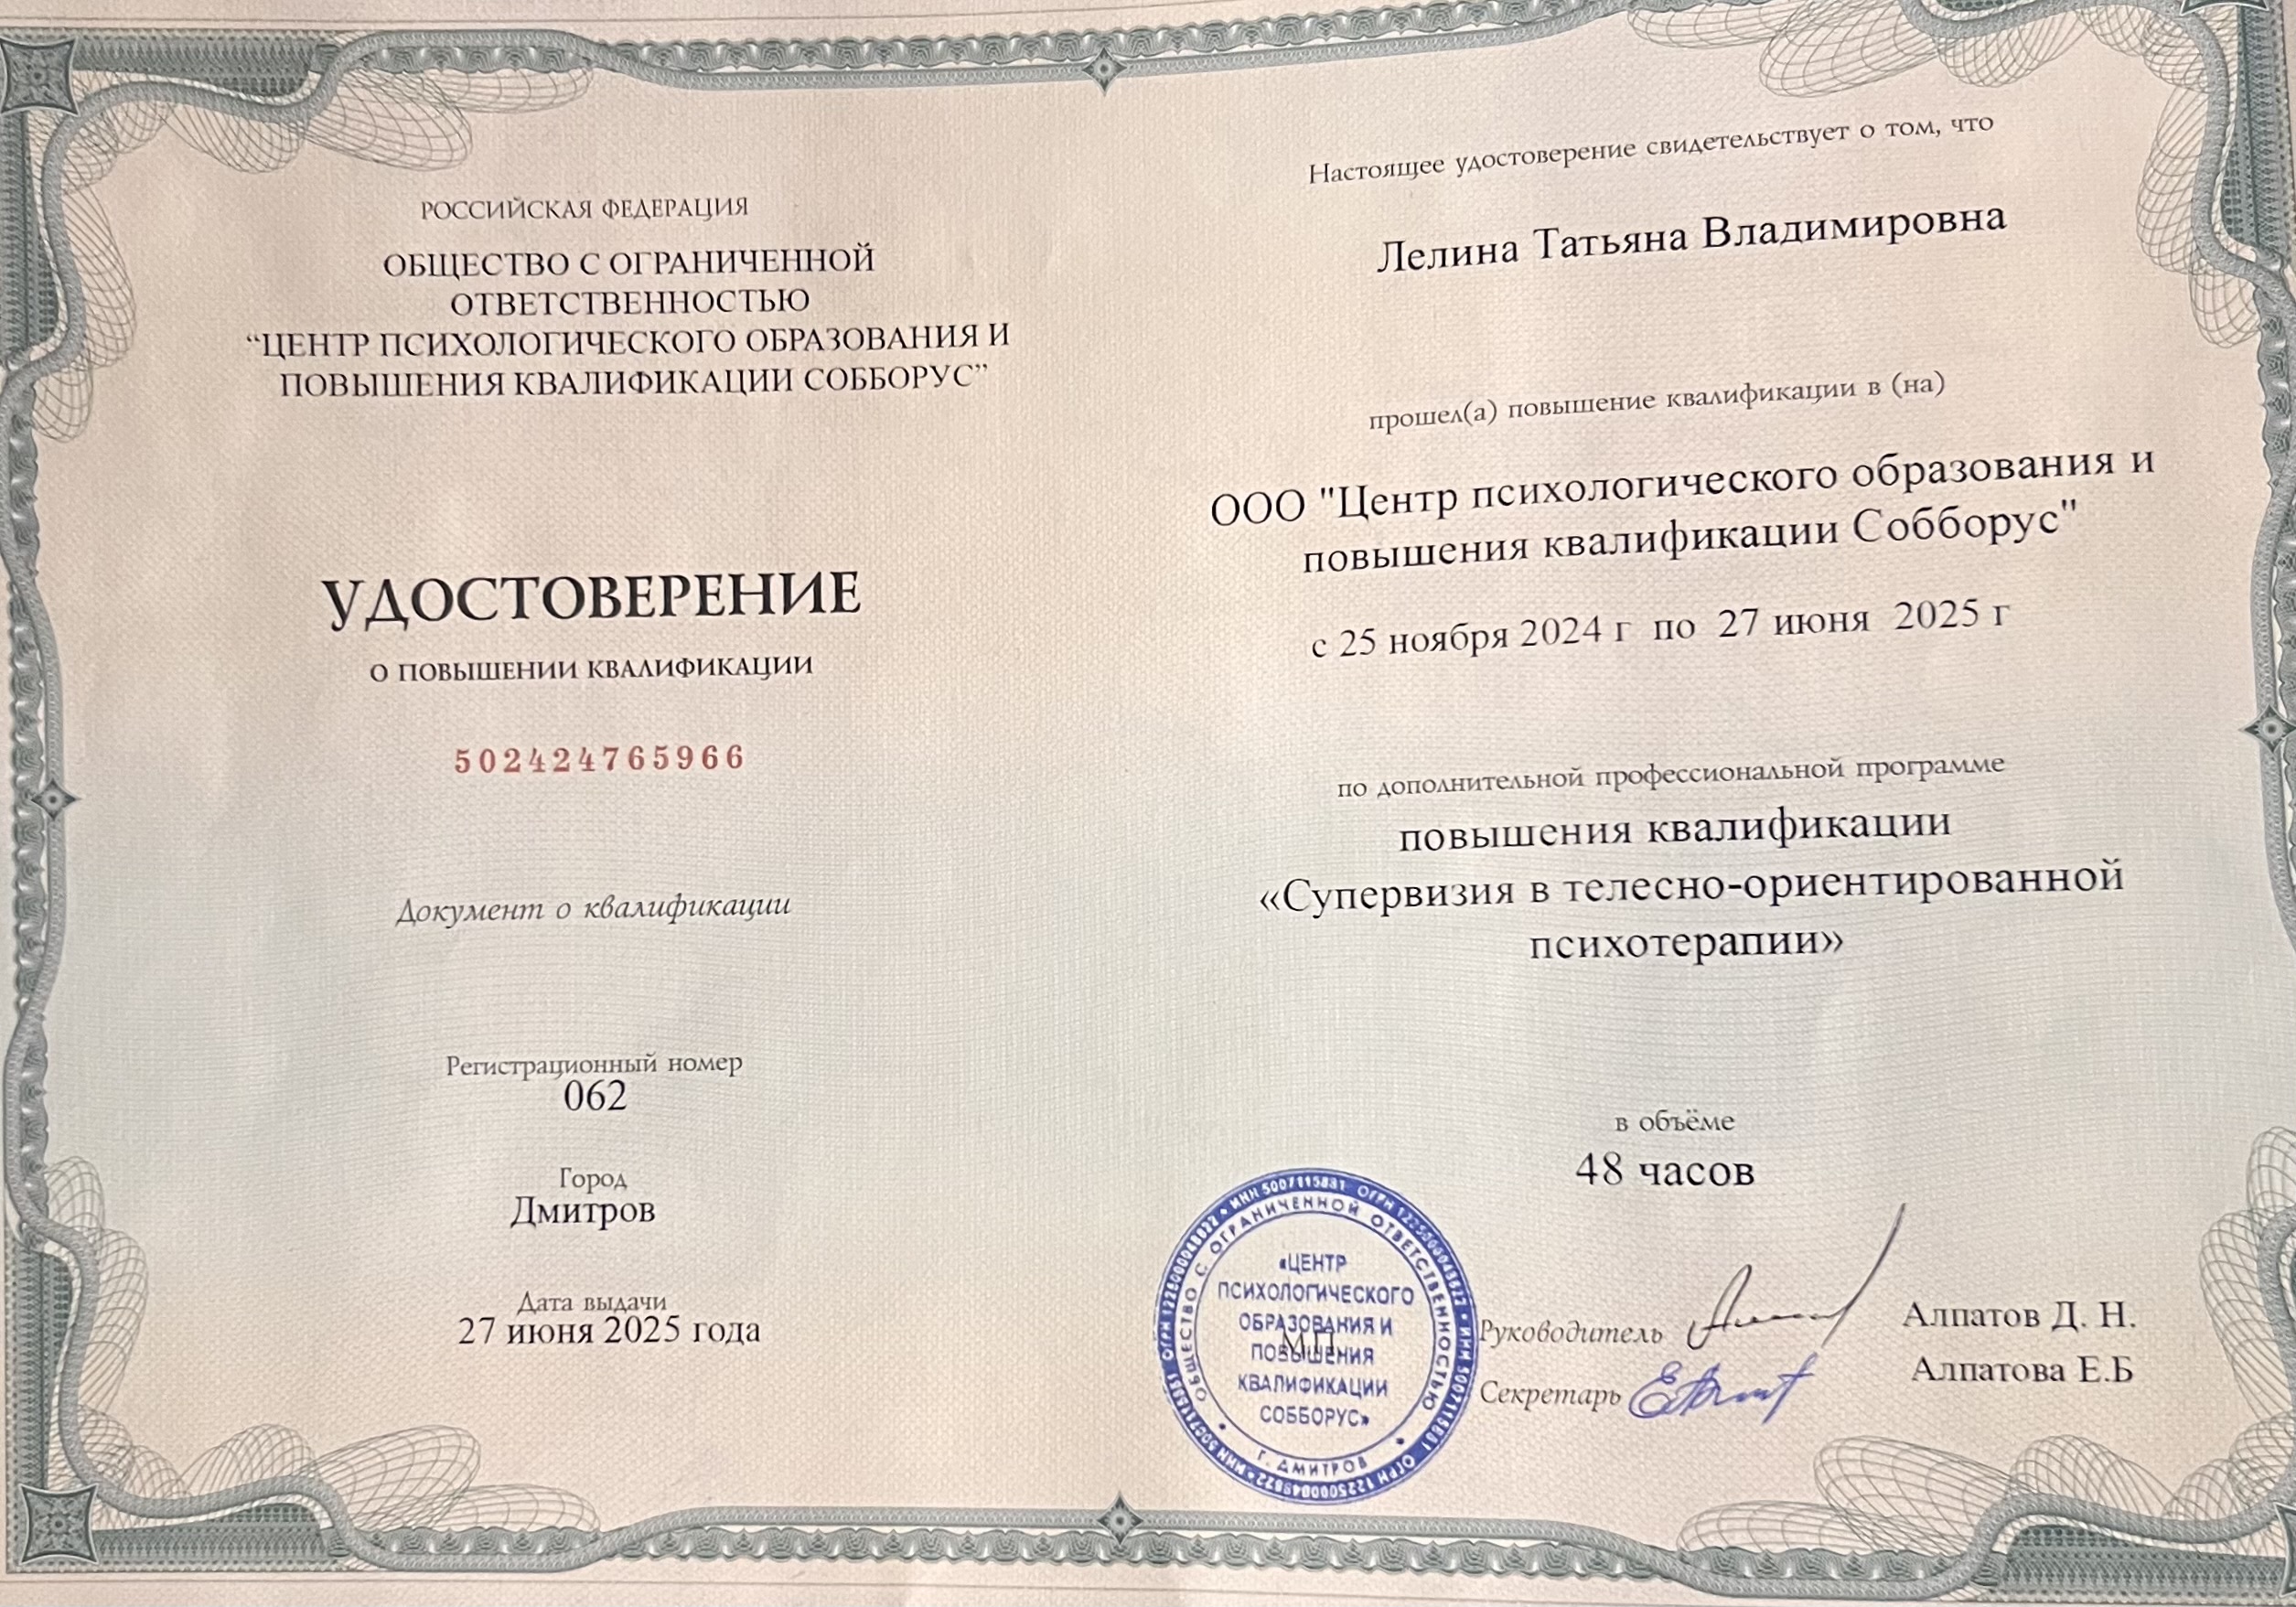 РОССИЙСКАЯ ФЕДЕРАЦИЯ
ОБЩЕСТВО С ОГРАНИЧЕННОЙ
ОТВЕТСТВЕННОСТЬЮ
“ЦЕНТР ПСИХОЛОГИЧЕСКОГО ОБРАЗОВАНИЯ И
ПОВЫШЕНИЯ КВАЛИФИКАЦИИ СОББОРУС”
УДОСТОВЕРЕНИЕ
О ПОВЫШЕНИИ КВАЛИФИКАЦИИ
502424765966
Документ о квалификации
Регистрационный номер
062
Город
Дмитров
Дата выдачи
27 июня 2025 года
Настоящее удостоверение свидетельствует о том, что
Лелина Татьяна Владимировна
прошел(а) повышение квалификации в (на)
ООО "Центр психологического образования и
повышения квалификации Собборус"
с 25 ноября 2024 г по 27 июня 2025 г
по дополнительной профессиональной программе
повышения квалификации
«Супервизия в телесно-ориентированной
психотерапии»
в объёме
48 часов
Руководитель Алпатов Д. Н.
Секретарь Алпатова Е.Б
М.П.
ОБЩЕСТВО С ОГРАНИЧЕННОЙ ОТВЕТСТВЕННОСТЬЮ
«ЦЕНТР
ПСИХОЛОГИЧЕСКОГО
ОБРАЗОВАНИЯ И
ПОВЫШЕНИЯ
КВАЛИФИКАЦИИ
СОББОРУС»
Г. ДМИТРОВ